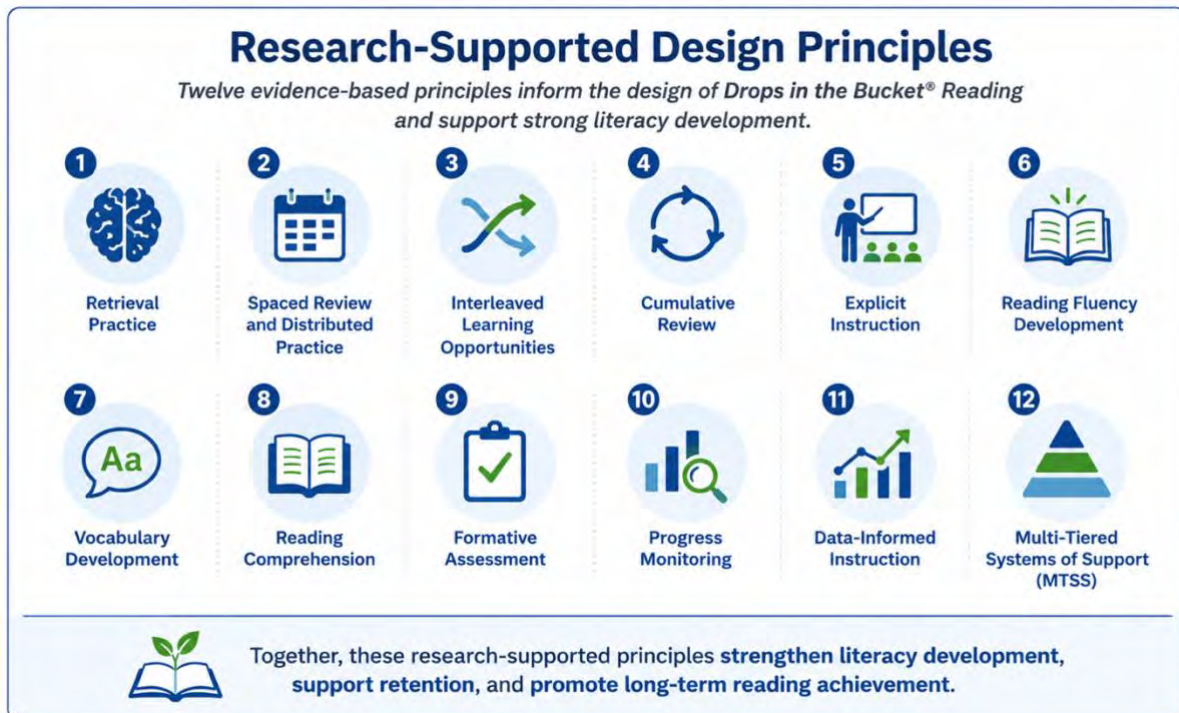 Research-Supported Design Principles
Twelve evidence-based principles inform the design of Drops in the Bucket® Reading
and support strong literacy development.
1
Retrieval
Practice
2
Spaced Review
and Distributed
Practice
3
Interleaved
Learning
Opportunities
4
Cumulative
Review
5
Explicit
Instruction
6
Reading Fluency
Development
7
Aa
Vocabulary
Development
8
Reading
Comprehension
9
Formative
Assessment
10
Progress
Monitoring
11
Data-Informed
Instruction
12
Multi-Tiered
Systems of Support
(MTSS)
Together, these research-supported principles strengthen literacy development,
support retention, and promote long-term reading achievement.